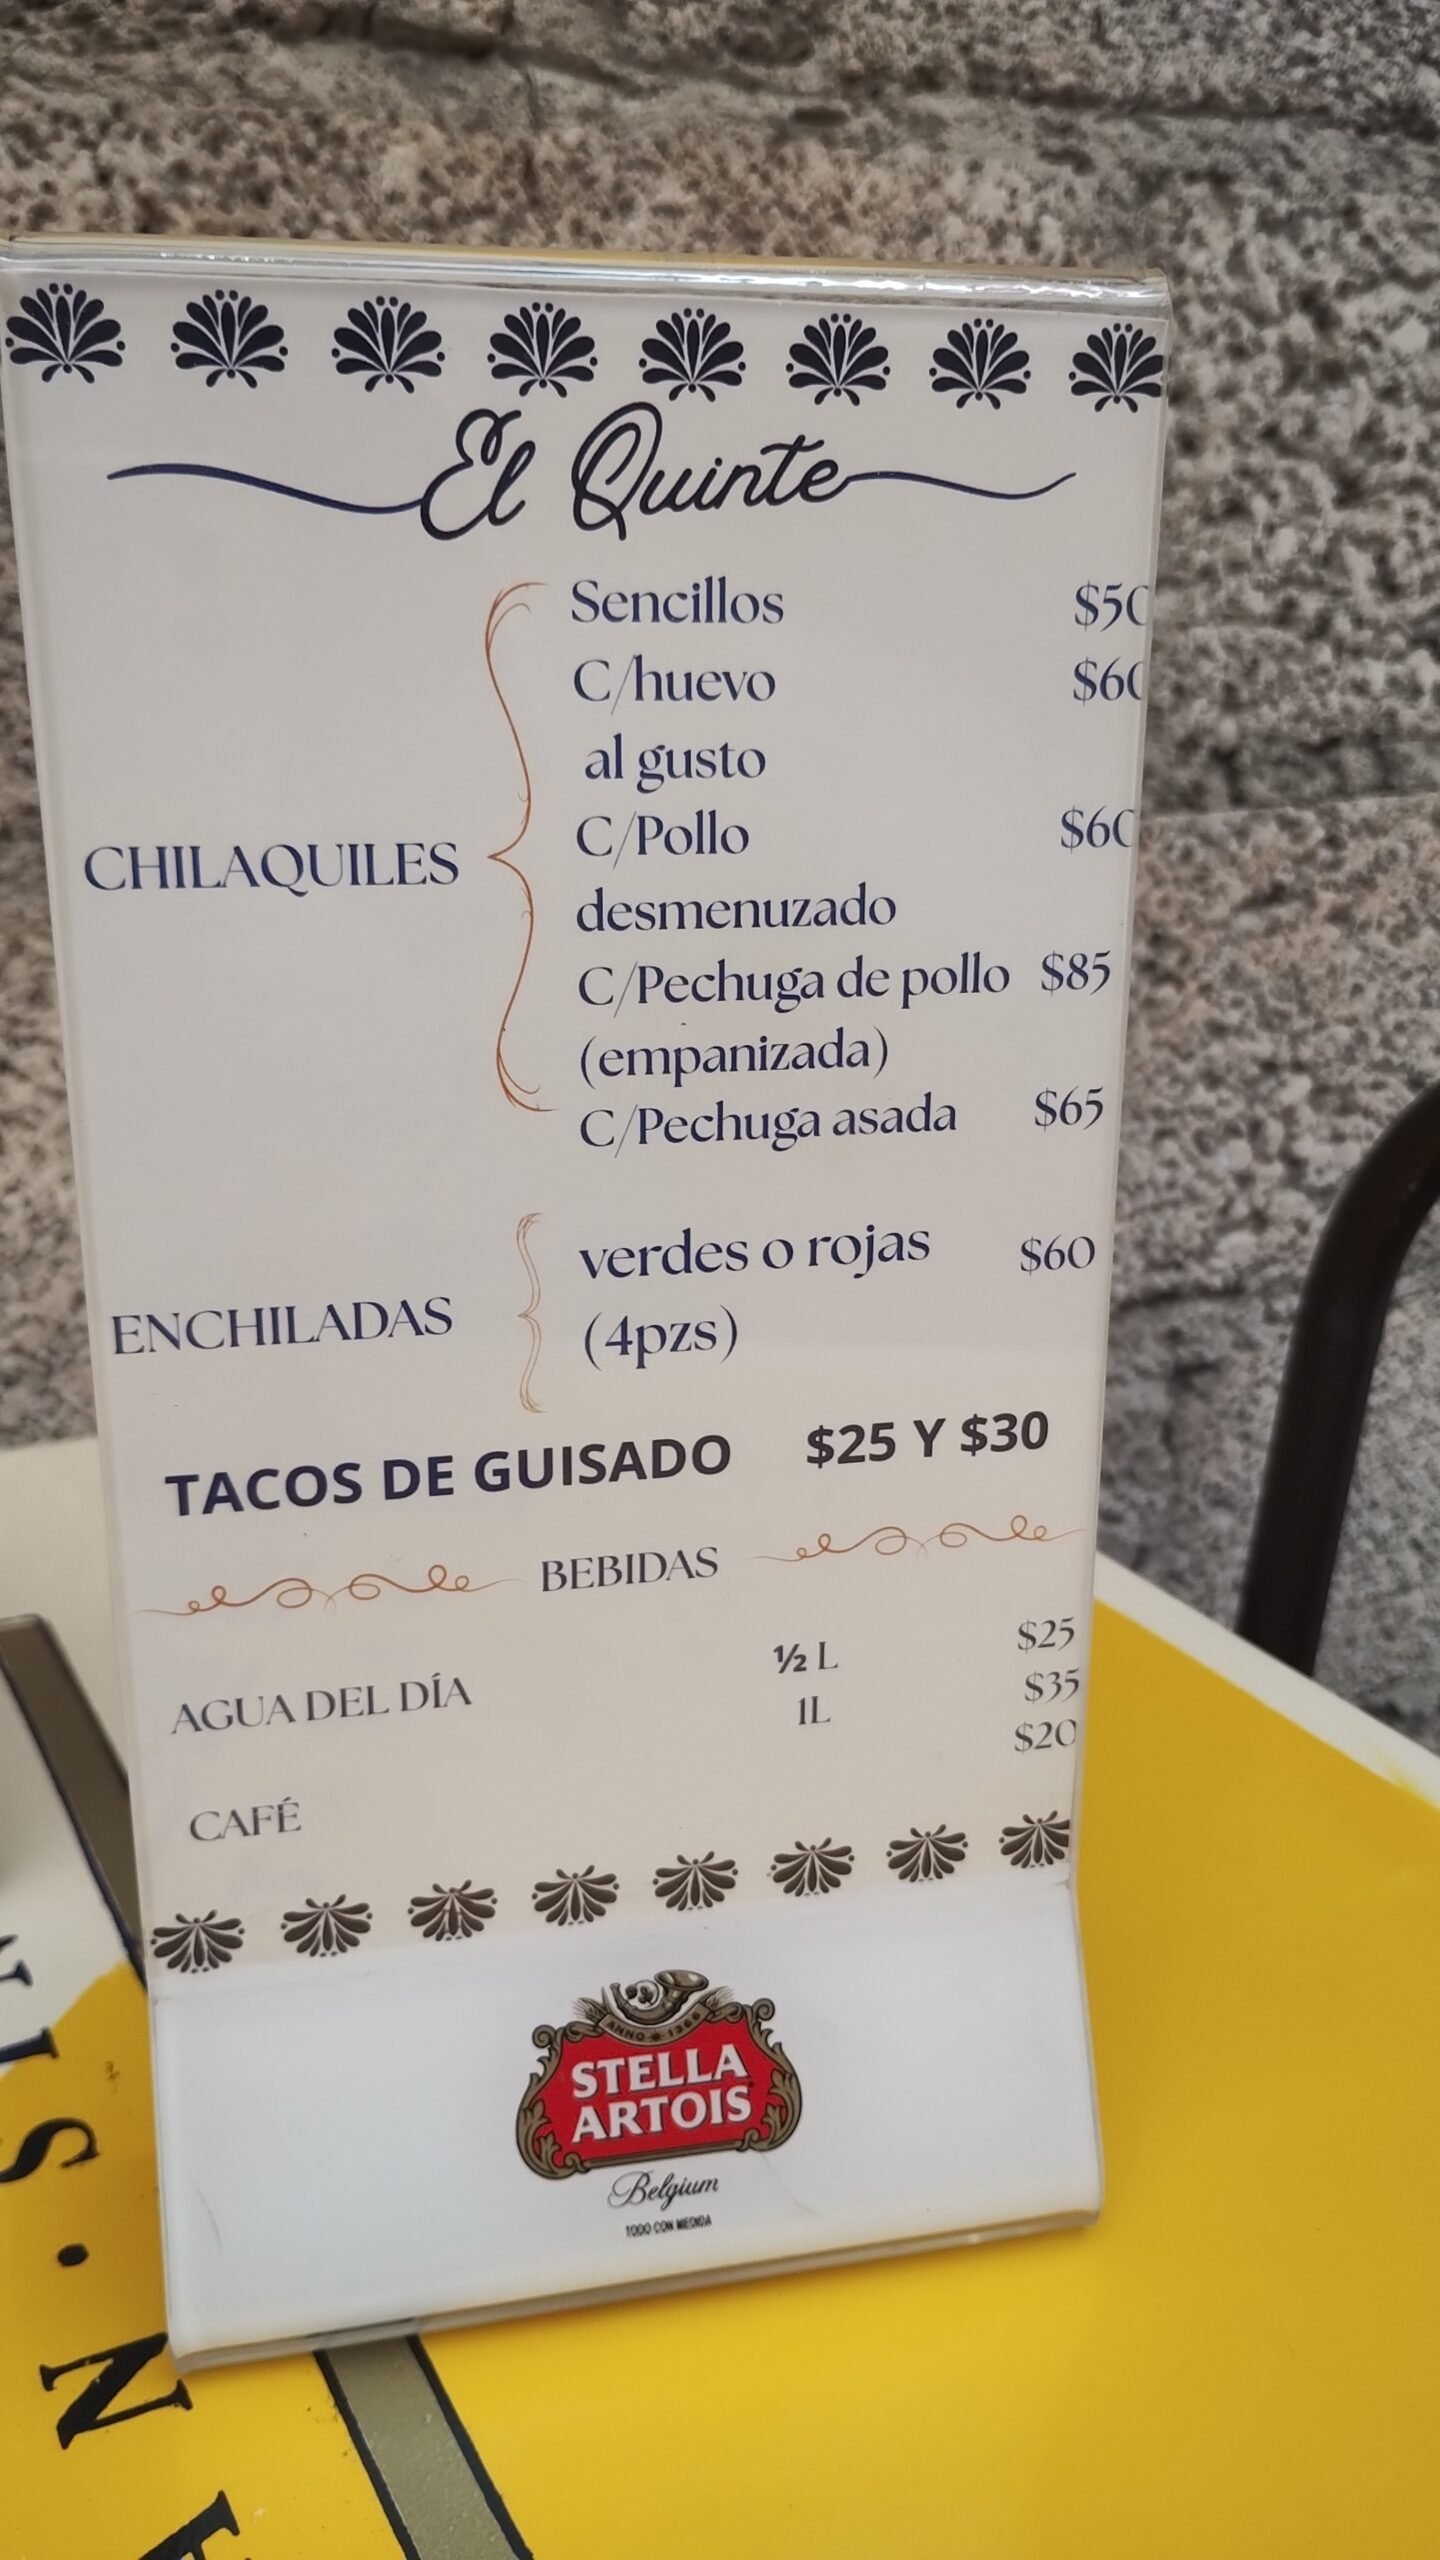 El Quinte
CHILAQUILES
Sencillos $50
C/huevo $60
al gusto
C/Pollo $60
desmenuzado
C/Pechuga de pollo $85
(empanizada)
C/Pechuga asada $65
ENCHILADAS
verdes o rojas $60
(4pzs)
TACOS DE GUISADO $25 Y $30
BEBIDAS
AGUA DEL DÍA
½ L $25
1L $35
$20
CAFÉ
ANNO 1366
STELLA
ARTOIS
Belgium
TODO CON MEDIDA